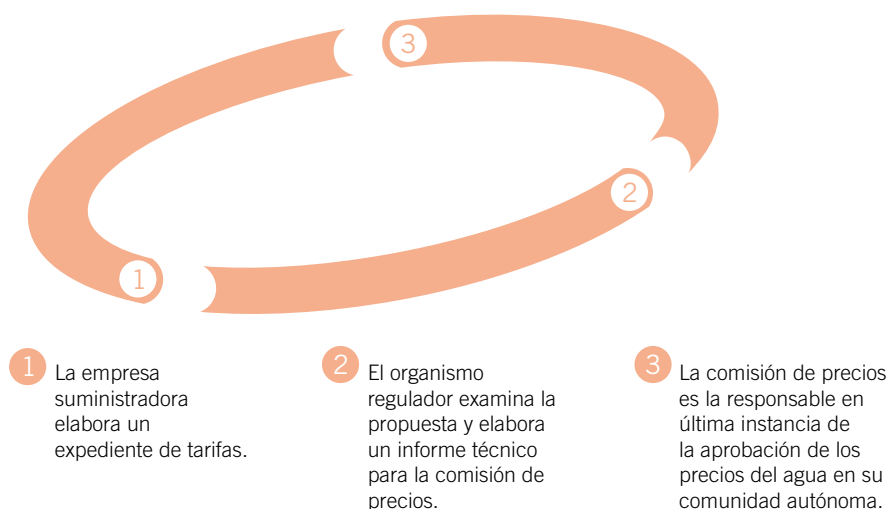 3
2
1
1
La empresa
suministradora
elabora un
expediente de tarifas.
2
El organismo
regulador examina la
propuesta y elabora
un informe técnico
para la comisión de
precios.
3
La comisión de precios
es la responsable en
última instancia de
la aprobación de los
precios del agua en su
comunidad autónoma.